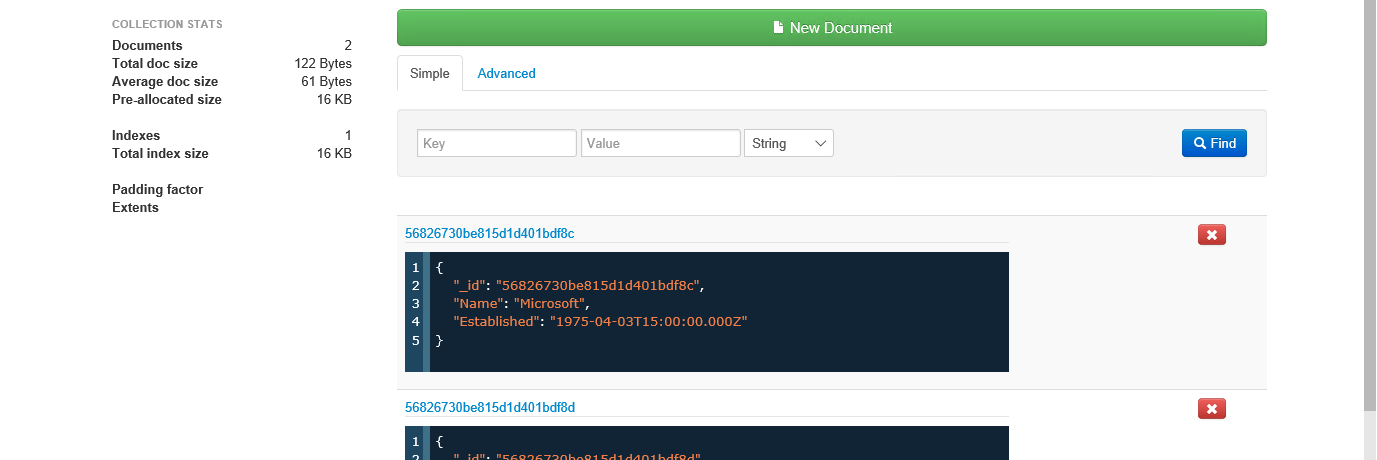 COLLECTION STATS
Documents 2
Total doc size 122 Bytes
Average doc size 61 Bytes
Pre-allocated size 16 KB
Indexes 1
Total index size 16 KB
Padding factor
Extents
New Document
Simple Advanced
Key Value String Find
56826730be815d1d401bdf8c
1 {
2 "_id": "56826730be815d1d401bdf8c",
3 "Name": "Microsoft",
4 "Established": "1975-04-03T15:00:00.000Z"
5 }
56826730be815d1d401bdf8d
1 {
2 "_id": "56826730be815d1d401bdf8d"